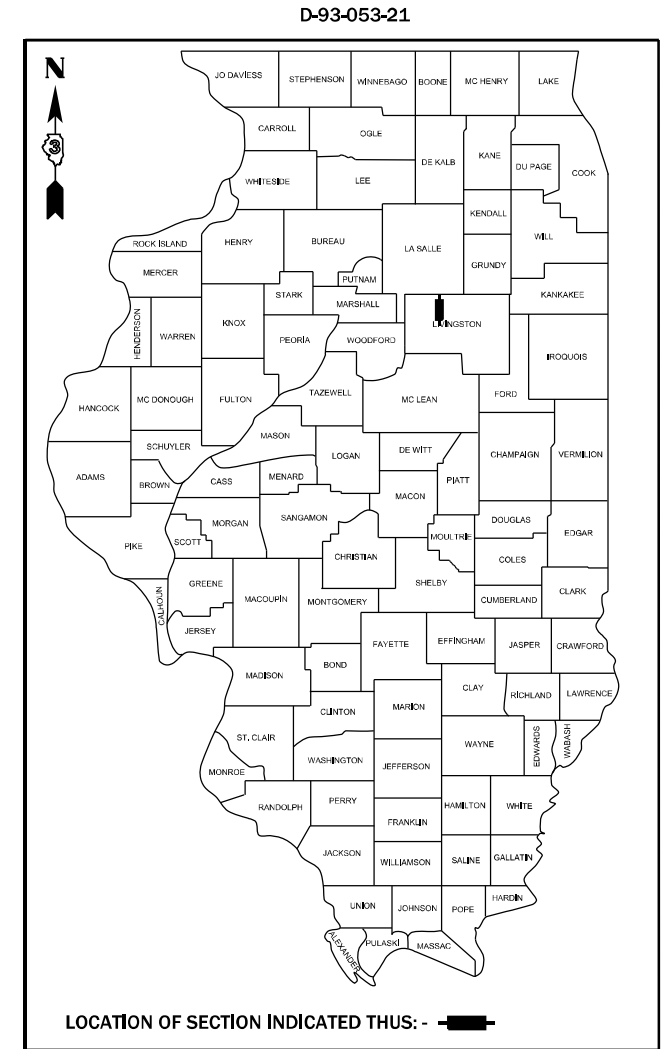 D-93-053-21
N
3
JO DAVIESS
STEPHENSON
WINNEBAGO
BOONE
MC HENRY
LAKE
CARROLL
OGLE
DE KALB
KANE
DU PAGE
COOK
WHITESIDE
LEE
KENDALL
WILL
ROCK ISLAND
HENRY
BUREAU
LA SALLE
GRUNDY
MERCER
PUTNAM
STARK
MARSHALL
KANKAKEE
HENDERSON
WARREN
KNOX
PEORIA
WOODFORD
LIVINGSTON
IROQUOIS
HANCOCK
MC DONOUGH
FULTON
TAZEWELL
MC LEAN
FORD
SCHUYLER
MASON
LOGAN
DE WITT
CHAMPAIGN
VERMILION
ADAMS
BROWN
CASS
MENARD
PIATT
MACON
PIKE
SCOTT
MORGAN
SANGAMON
MOULTRIE
DOUGLAS
EDGAR
CHRISTIAN
COLES
CALHOUN
GREENE
MACOUPIN
MONTGOMERY
SHELBY
CUMBERLAND
CLARK
JERSEY
FAYETTE
EFFINGHAM
JASPER
CRAWFORD
MADISON
BOND
CLAY
RICHLAND
LAWRENCE
CLINTON
MARION
ST. CLAIR
WAYNE
EDWARDS
WABASH
MONROE
WASHINGTON
JEFFERSON
RANDOLPH
PERRY
HAMILTON
WHITE
FRANKLIN
JACKSON
WILLIAMSON
SALINE
GALLATIN
UNION
JOHNSON
POPE
HARDIN
ALEXANDER
PULASKI
MASSAC
LOCATION OF SECTION INDICATED THUS: -